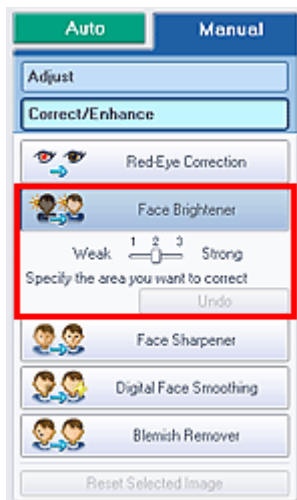 Auto Manual
Adjust
Correct/Enhance
Red-Eye Correction
Face Brightener
1 2 3
Weak Strong
Specify the area you want to correct
Undo
Face Sharpener
Digital Face Smoothing
Blemish Remover
Reset Selected Image